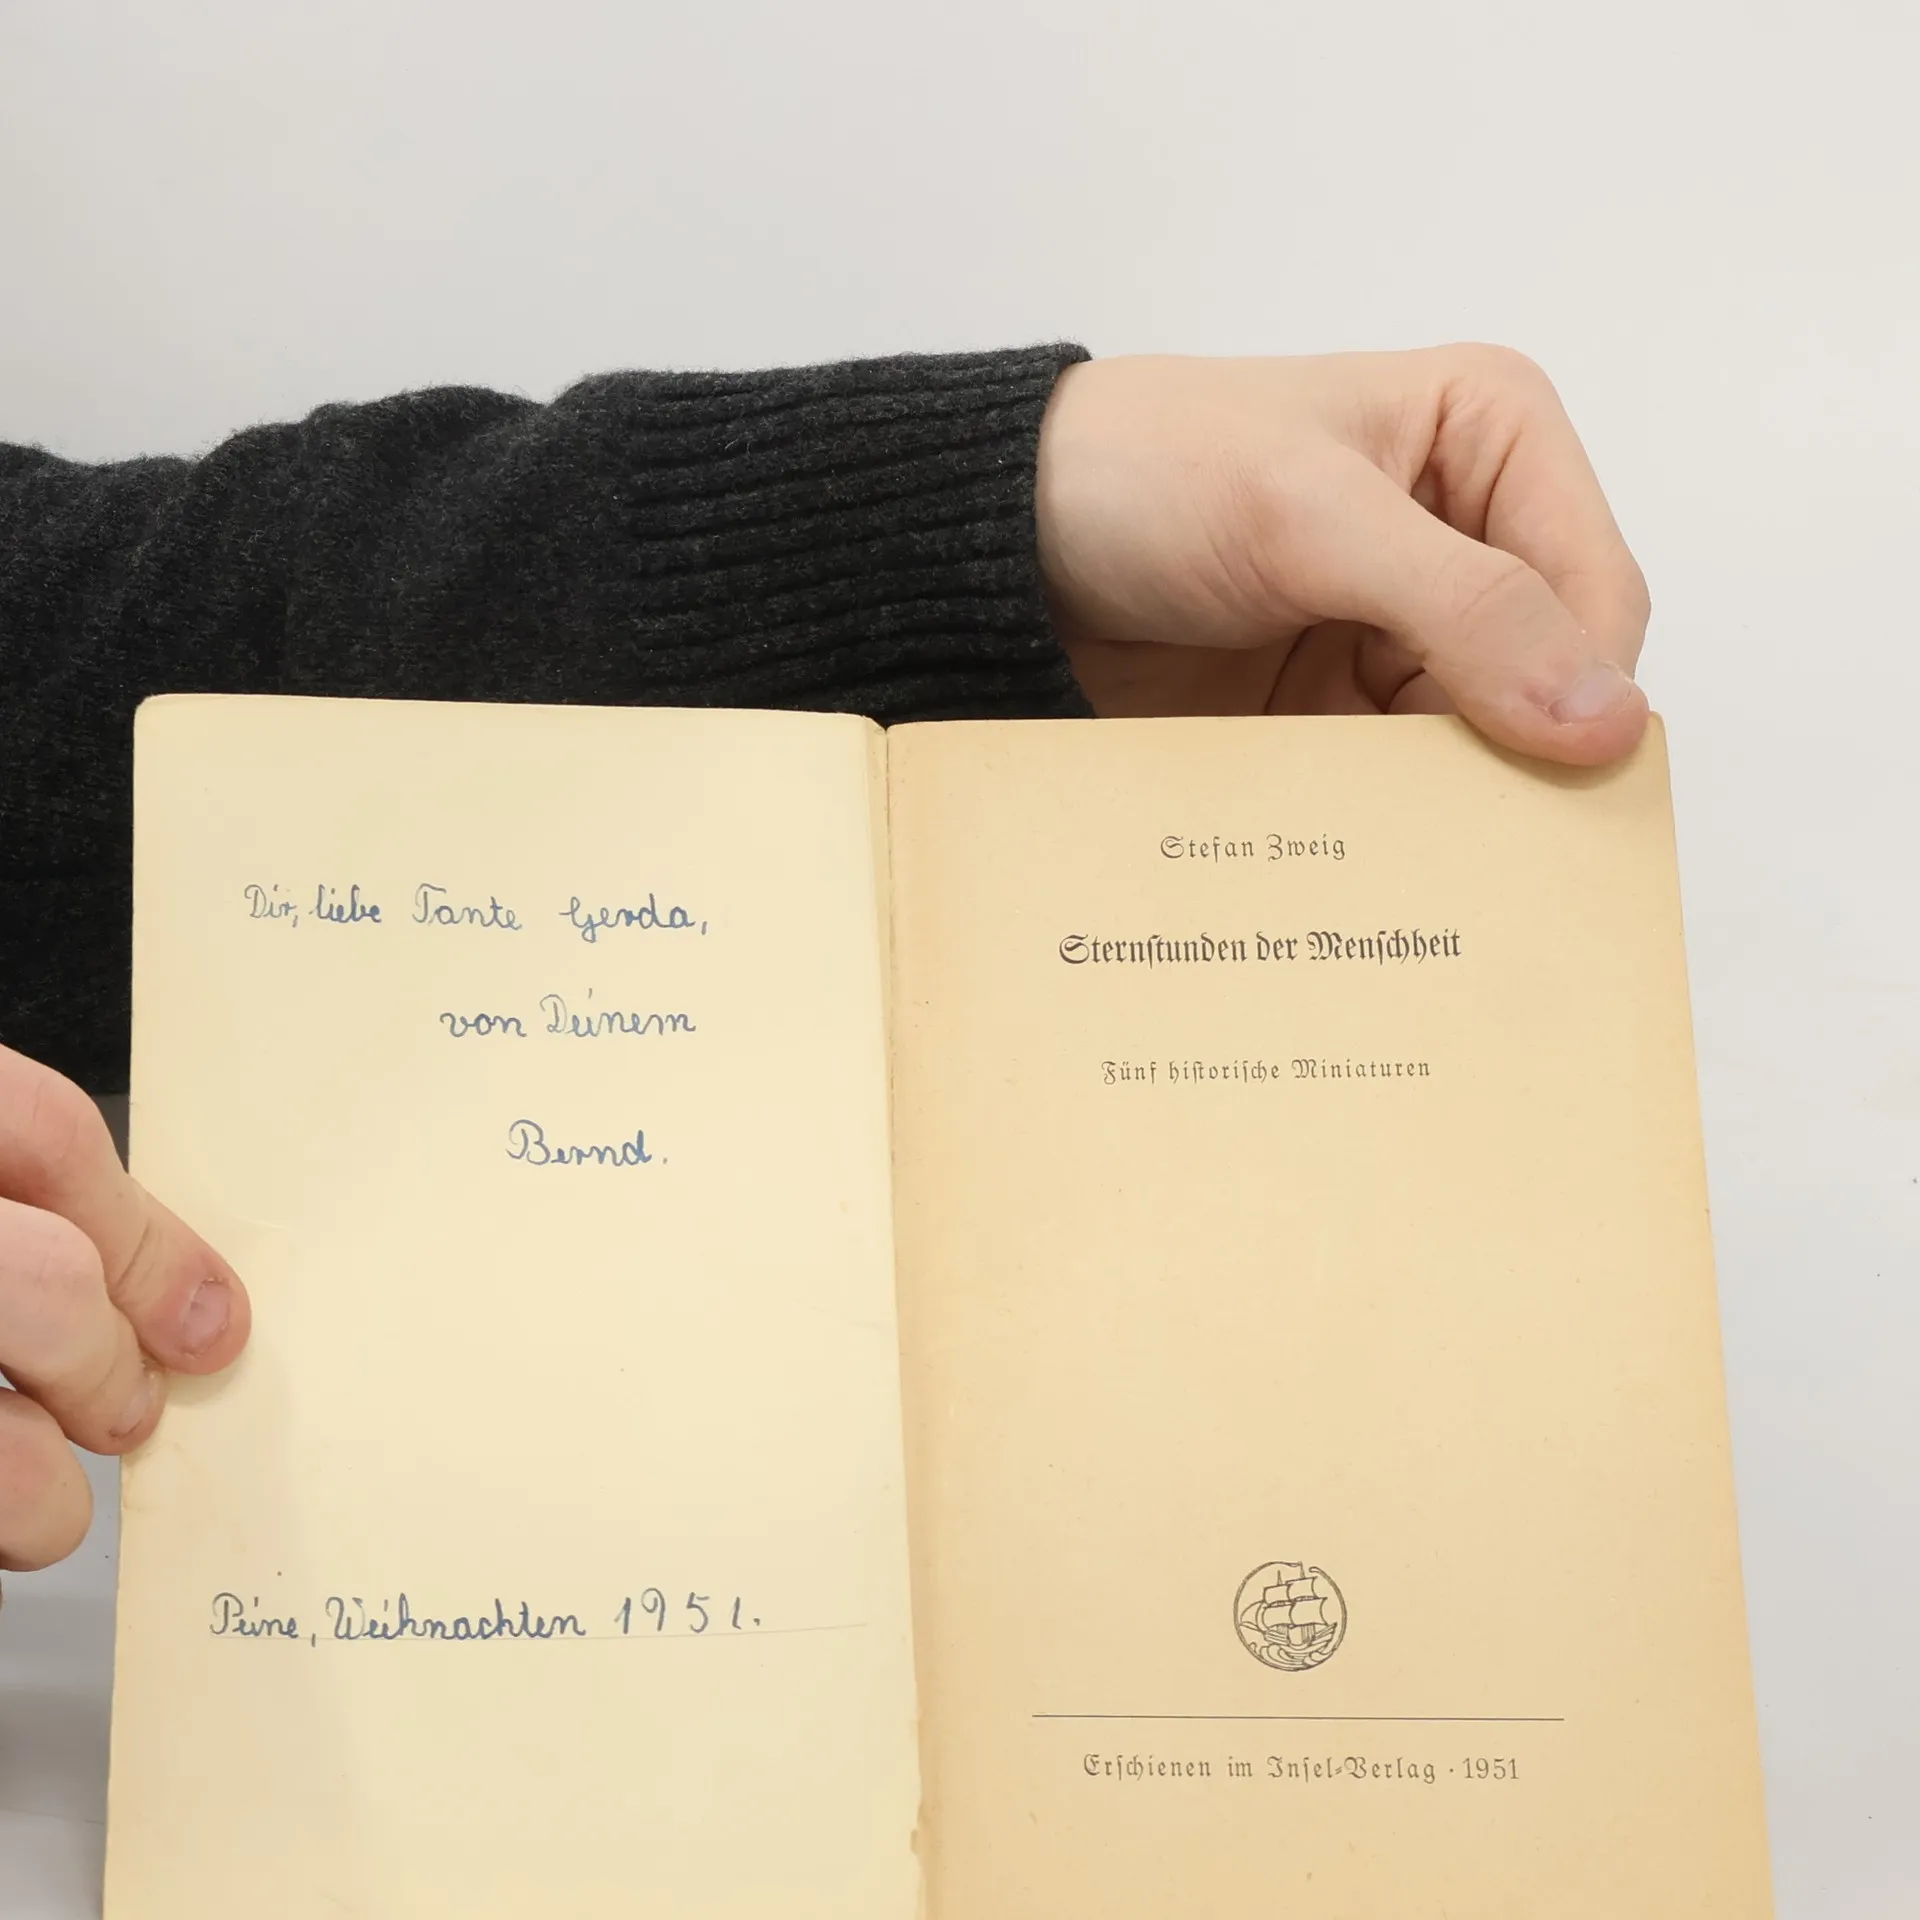 Dir, liebe Tante Gerda,
von Deinem
Bernd.
Peine, Weihnachten 1951.
Stefan Zweig
Sternſtunden der Menſchheit
Fünf hiſtoriſche Miniaturen
Erſchienen im Inſel-Verlag · 1951